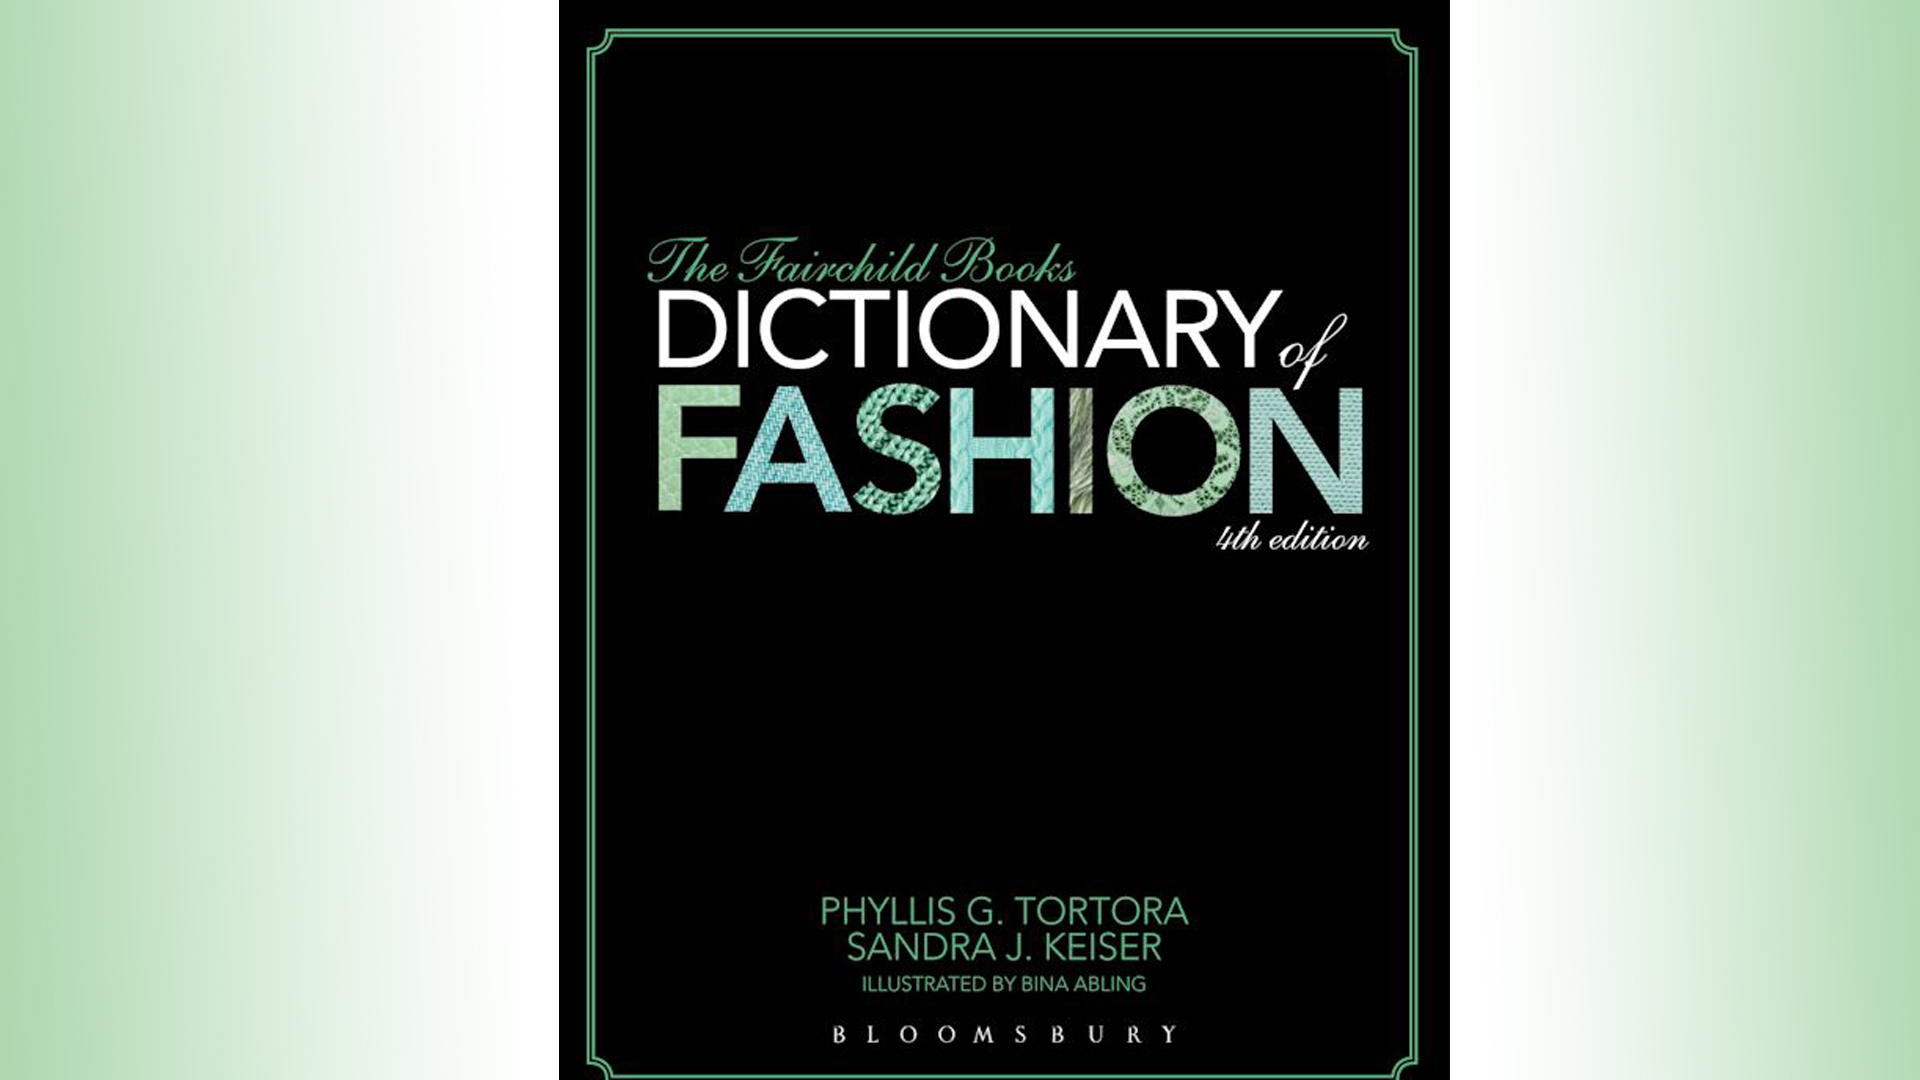 The Fairchild Books
DICTIONARY of
FASHION
4th edition
PHYLLIS G. TORTORA
SANDRA J. KEISER
ILLUSTRATED BY BINA ABLING
BLOOMSBURY